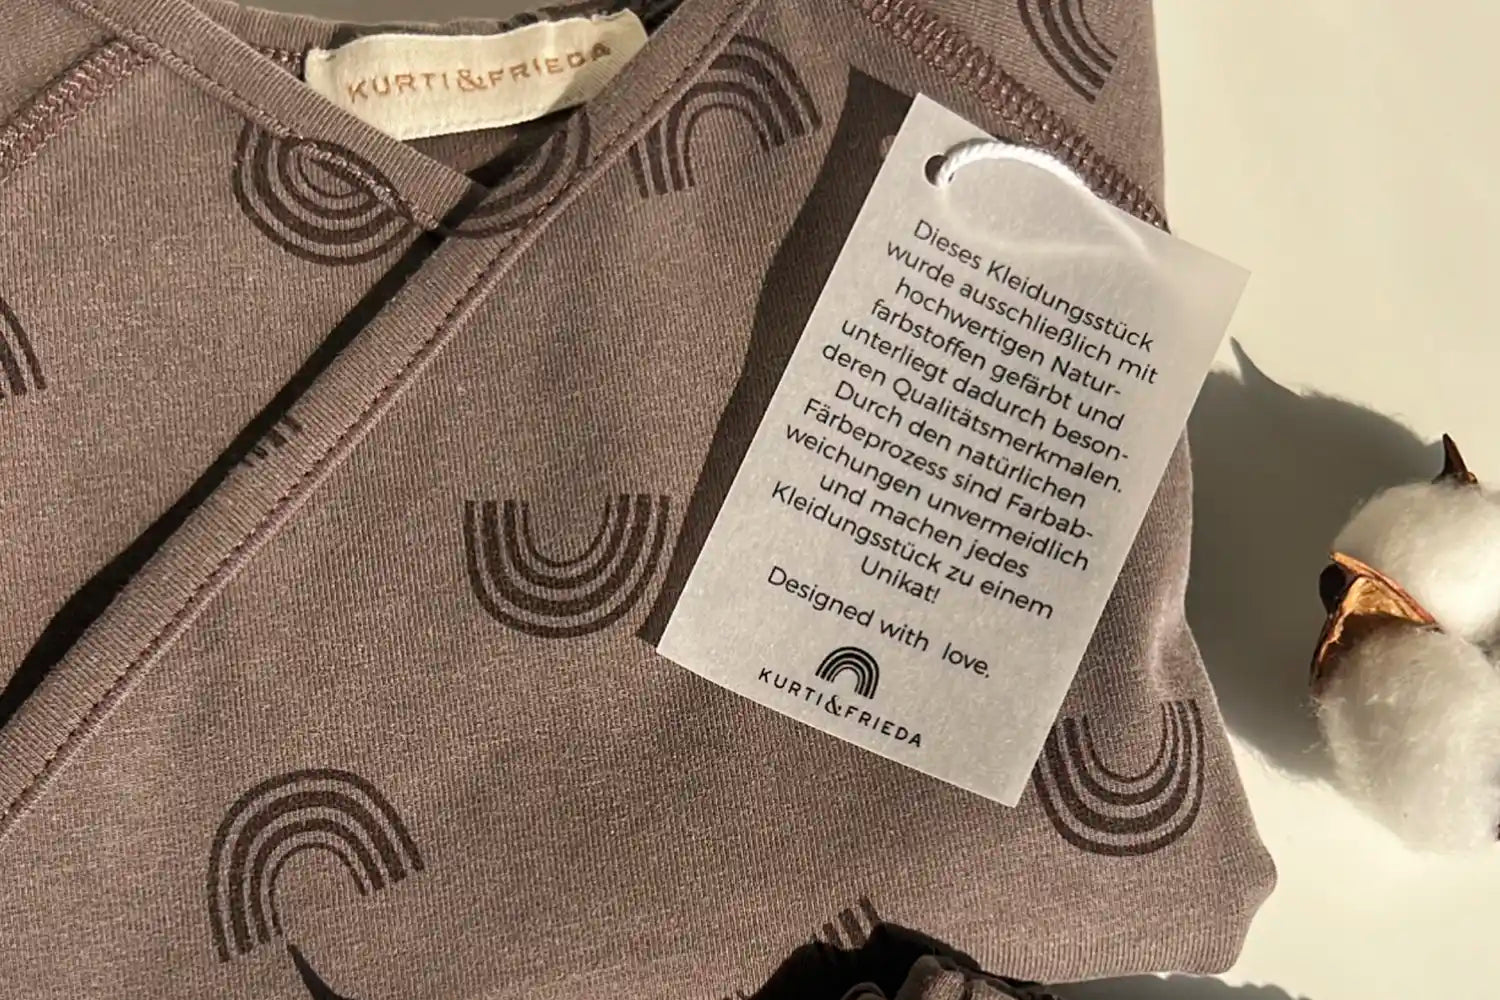 KURTI&FRIEDA
Dieses Kleidungsstück
wurde ausschließlich mit
hochwertigen Natur-
farbstoffen gefärbt und
unterliegt dadurch beson-
deren Qualitätsmerkmalen.
Durch den natürlichen
Färbeprozess sind Farbab-
weichungen unvermeidlich
und machen jedes
Kleidungsstück zu einem
Unikat!
Designed with love.
KURTI&FRIEDA